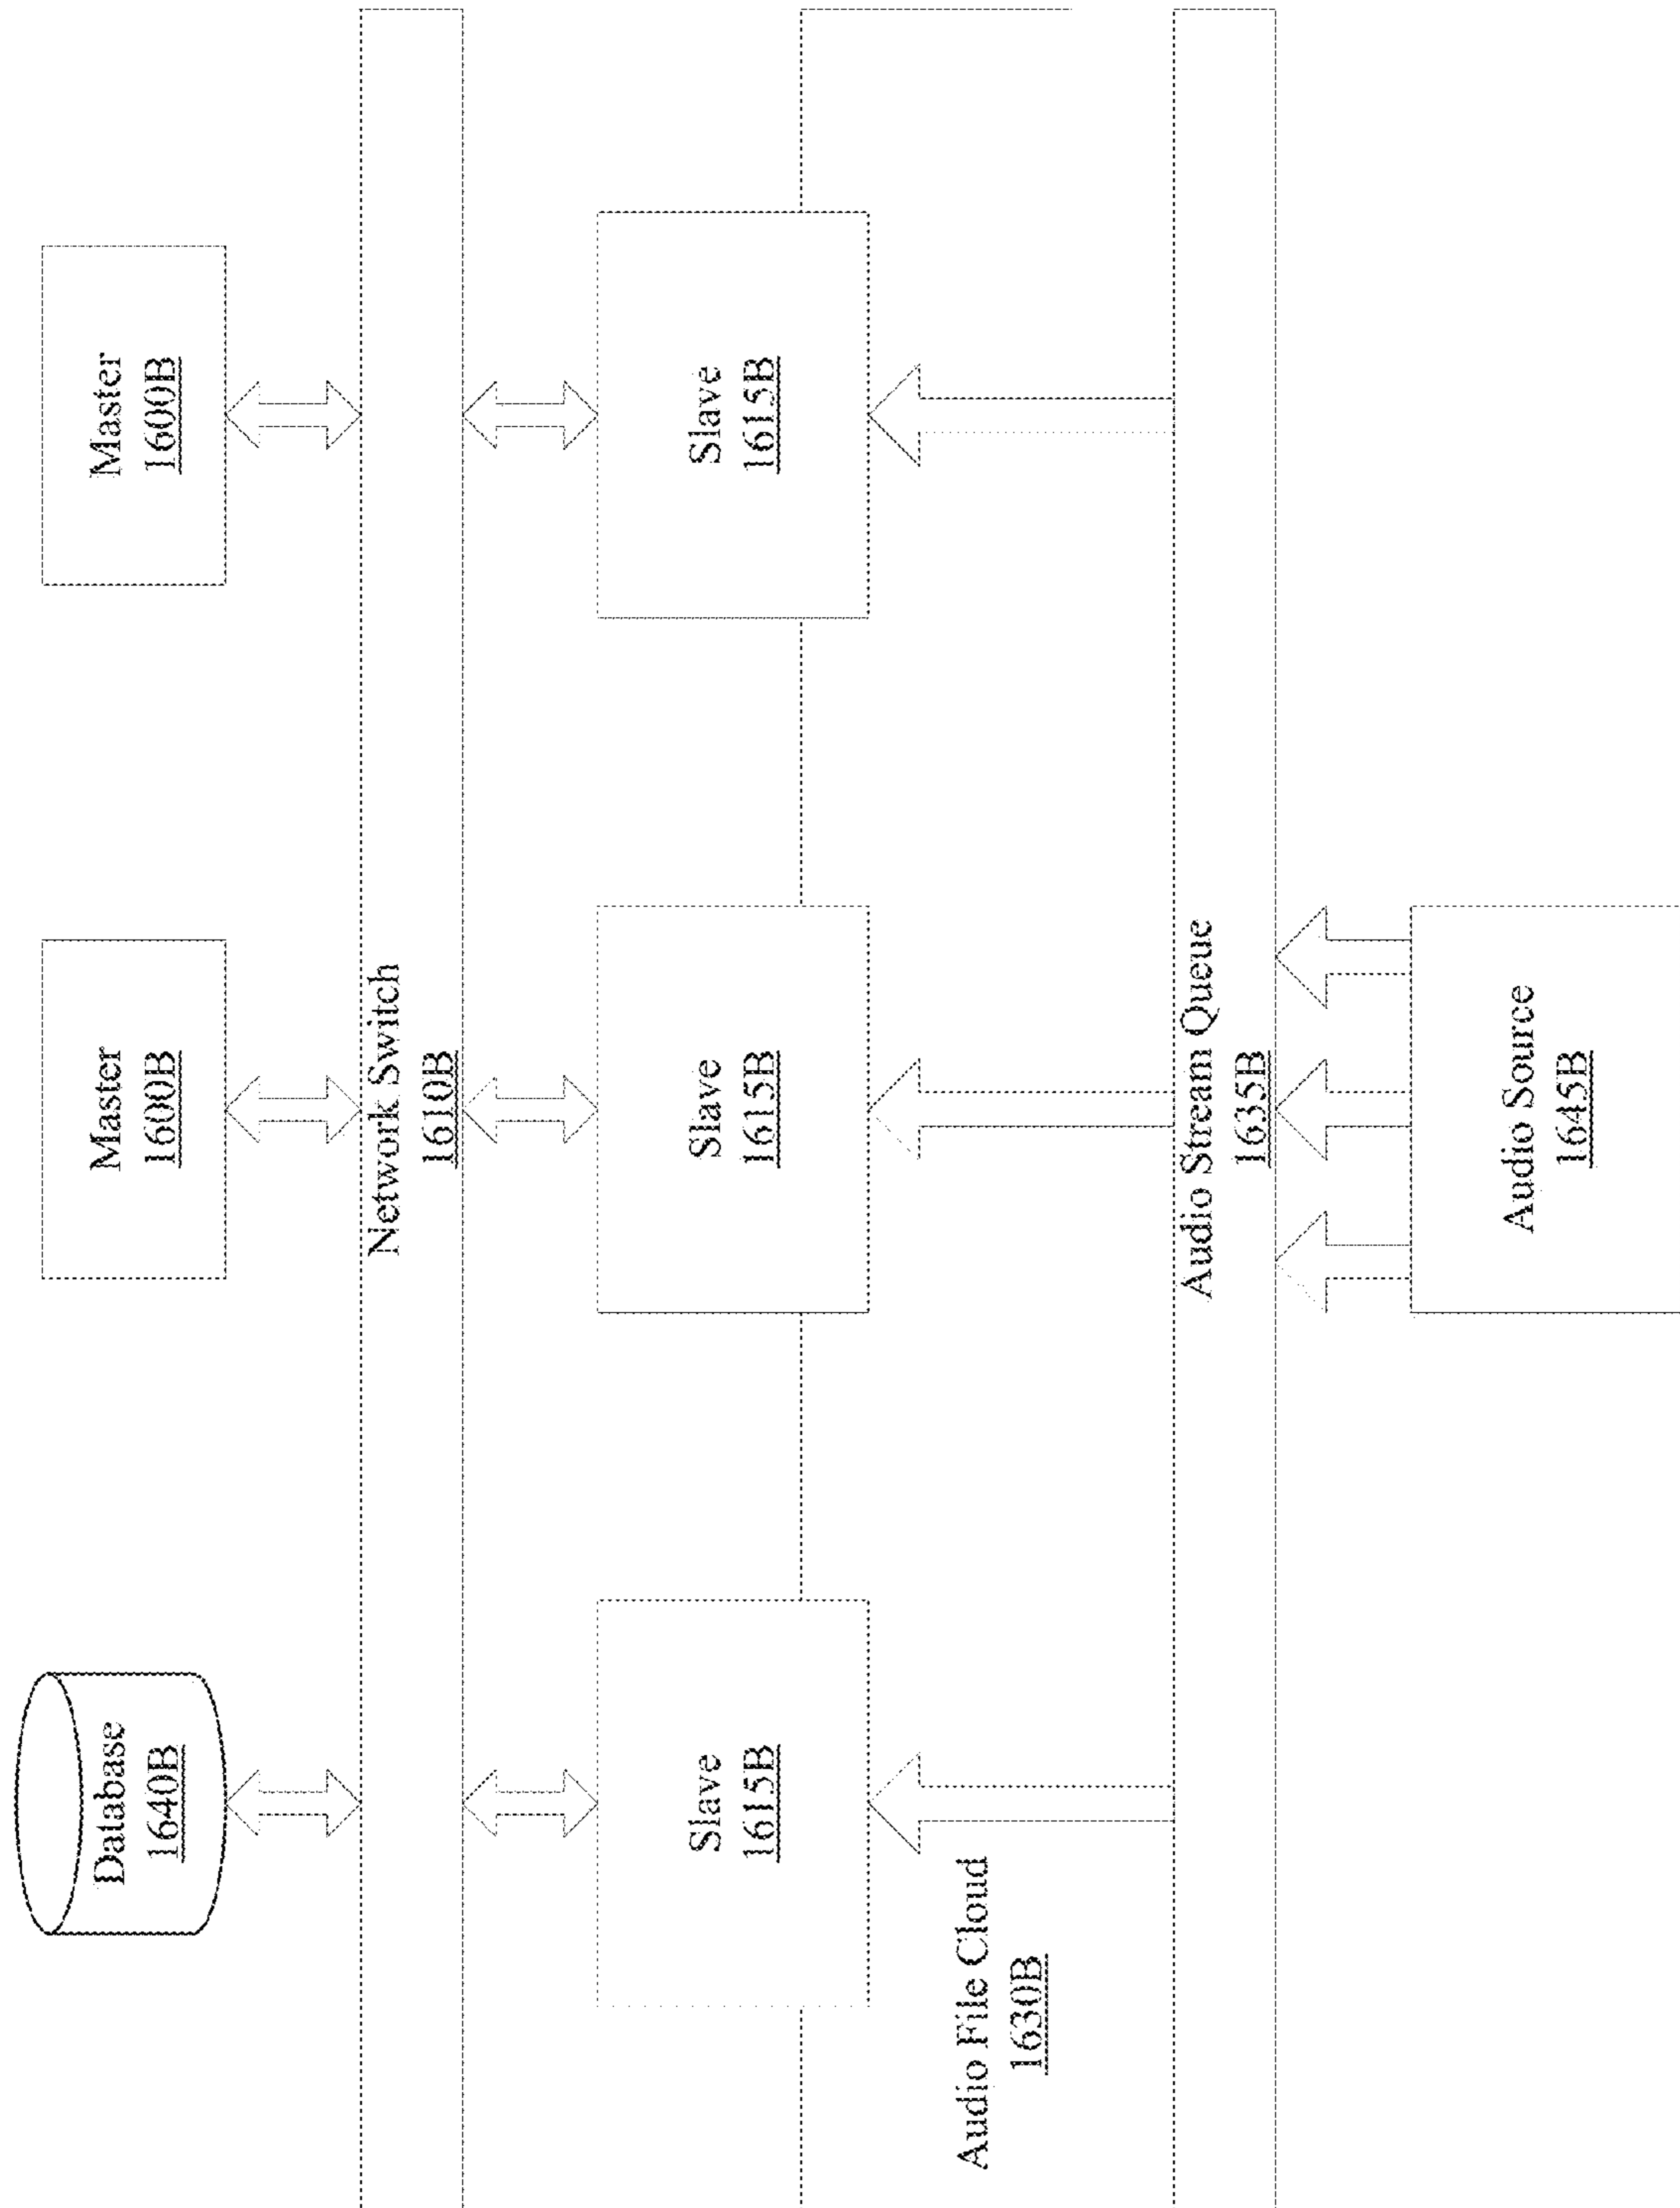 Database
1640B
Master
1600B
Master
1600B
Network Switch
1610B
Slave
1615B
Slave
1615B
Slave
1615B
Audio File Cloud
1630B
Audio Stream Queue
1635B
Audio Source
1645B